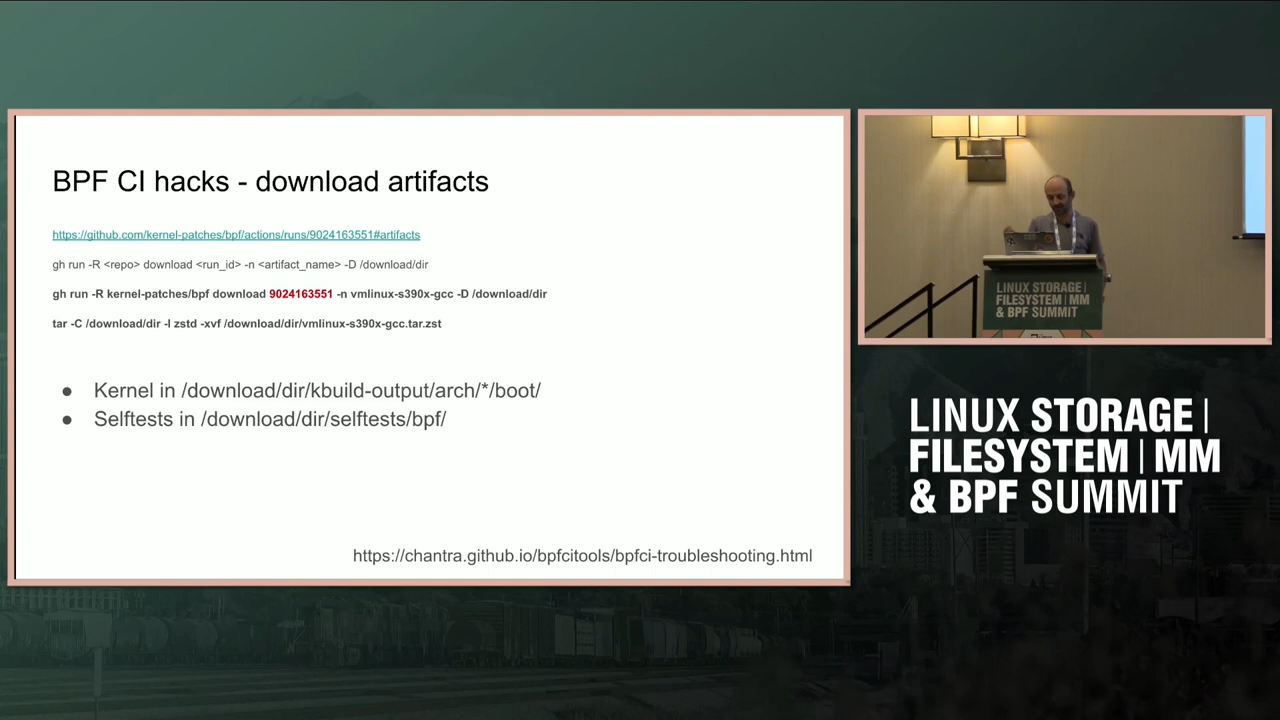 BPF CI hacks - download artifacts
https://github.com/kernel-patches/bpf/actions/runs/9024163551#artifacts
gh run -R <repo> download <run_id> -n <artifact_name> -D /download/dir
gh run -R kernel-patches/bpf download 9024163551 -n vmlinux-s390x-gcc -D /download/dir
tar -C /download/dir -I zstd -xvf /download/dir/vmlinux-s390x-gcc.tar.zst
● Kernel in /download/dir/kbuild-output/arch/*/boot/
● Selftests in /download/dir/selftests/bpf/
https://chantra.github.io/bpfcitools/bpfci-troubleshooting.html
LINUX STORAGE |
FILESYSTEM | MM
& BPF SUMMIT
LINUX STORAGE |
FILESYSTEM | MM
& BPF SUMMIT